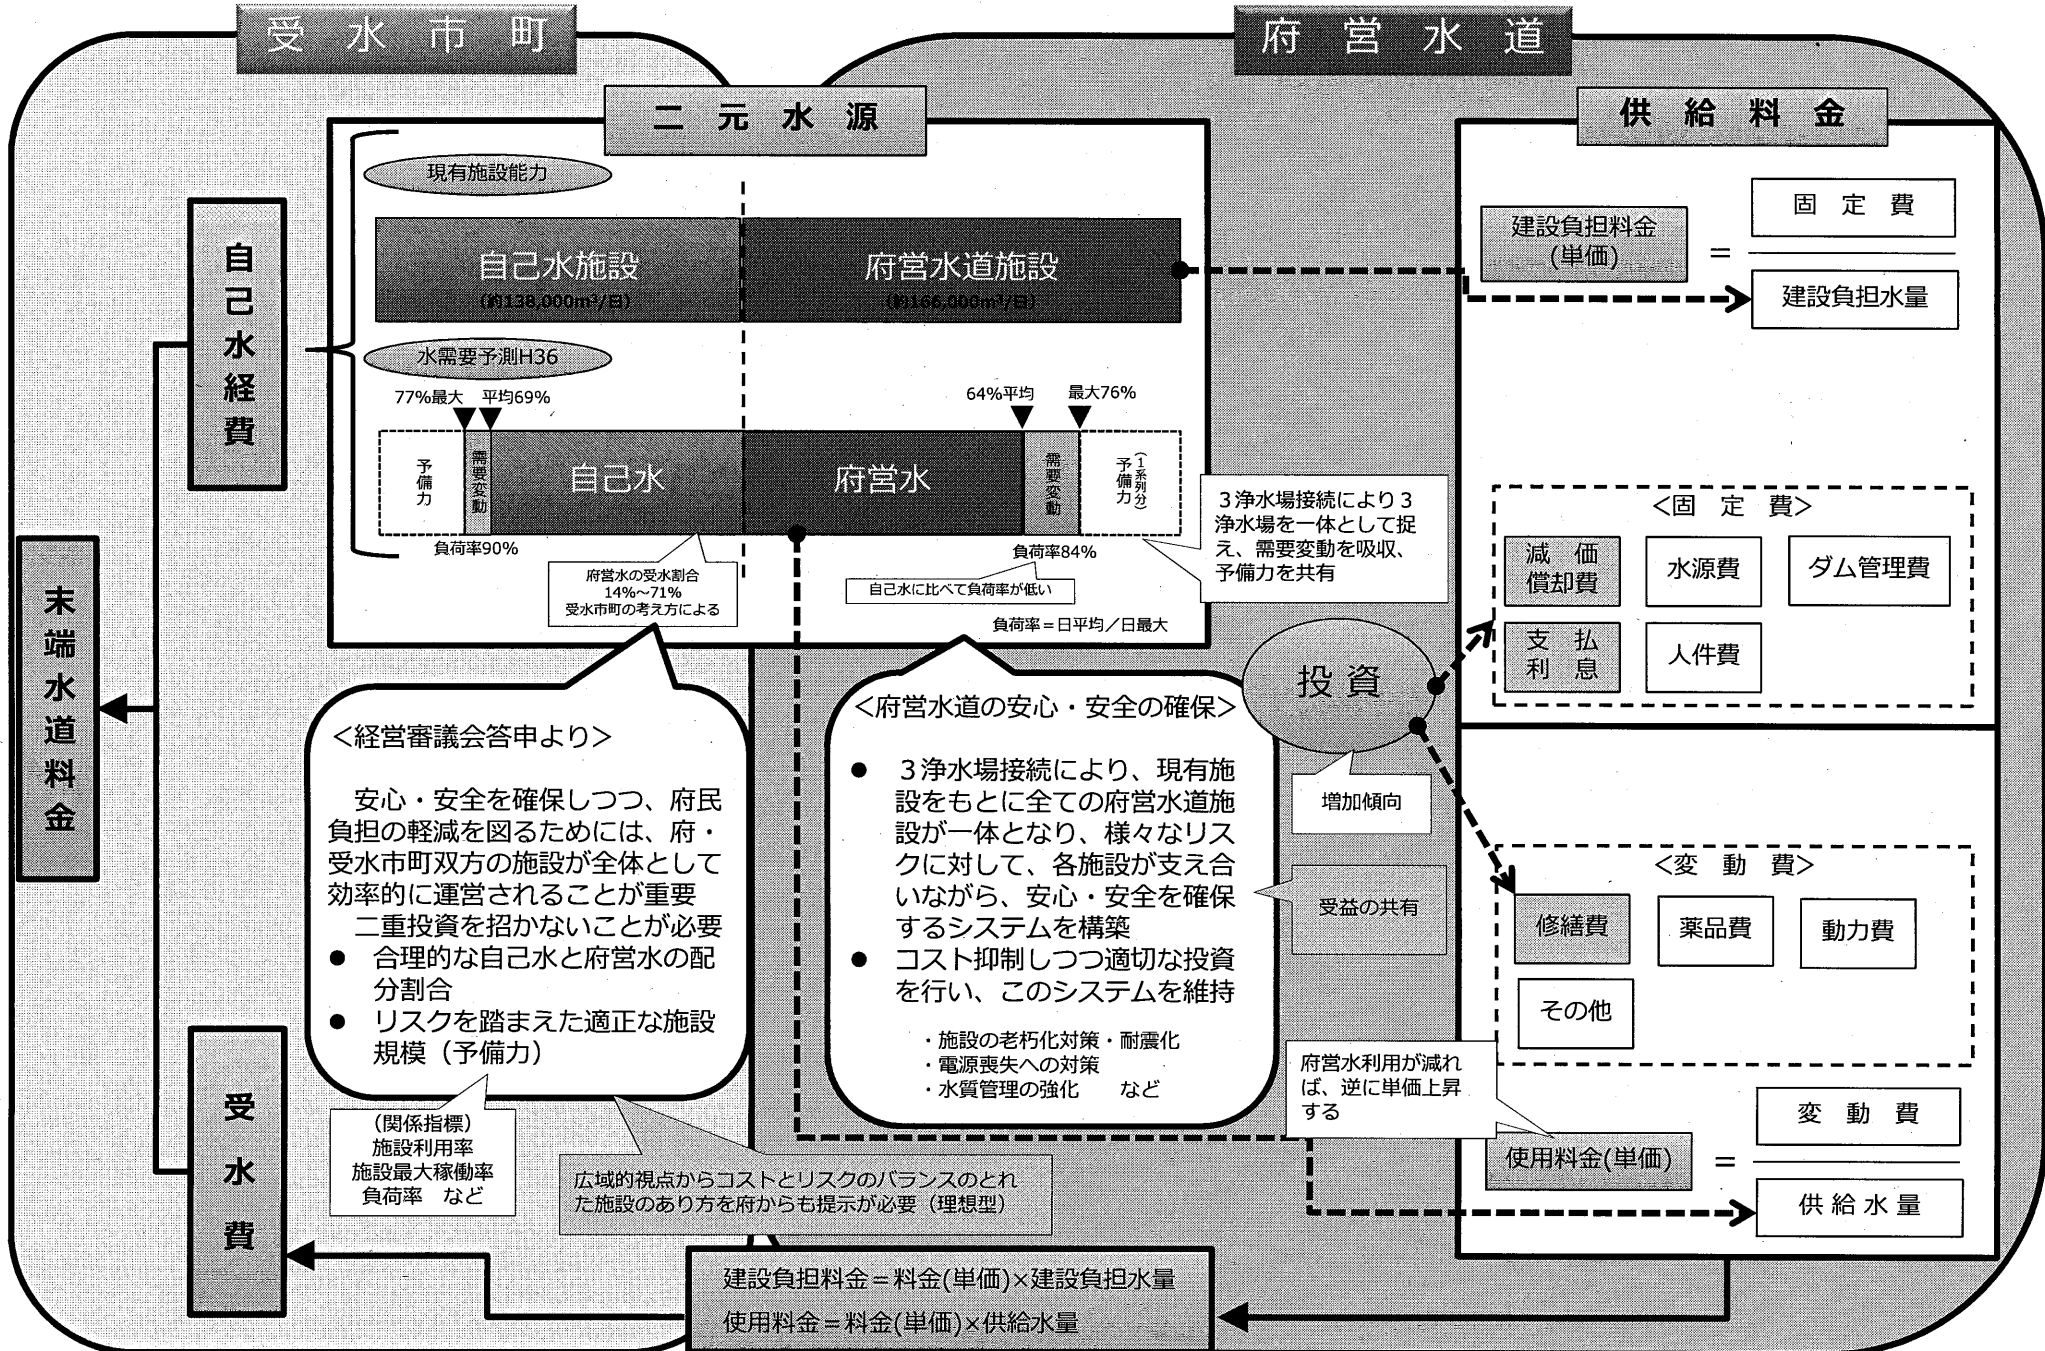 受水市町
府営水道
二元水源
供給料金
現有施設能力
自己水施設
(約138,000m³/日)
府営水道施設
(約166,000m³/日)
水需要予測H36
77%最大
平均69%
64%平均
最大76%
予備力
需要変動
自己水
府営水
需要変動
予備力
(1系列分)
負荷率90%
負荷率84%
府営水の受水割合
14%～71%
受水市町の考え方による
自己水に比べて負荷率が低い
負荷率＝日平均／日最大
３浄水場接続により３
浄水場を一体として捉
え、需要変動を吸収、
予備力を共有
自己水経費
末端水道料金
受水費
建設負担料金
(単価)
＝
固定費
建設負担水量
＜固定費＞
減価
償却費
水源費
ダム管理費
支払
利息
人件費
投資
増加傾向
受益の共有
＜変動費＞
修繕費
薬品費
動力費
その他
府営水利用が減れ
ば、逆に単価上昇
する
使用料金(単価)
＝
変動費
供給水量
＜経営審議会答申より＞
安心・安全を確保しつつ、府民
負担の軽減を図るためには、府・
受水市町双方の施設が全体として
効率的に運営されることが重要
二重投資を招かないことが必要
● 合理的な自己水と府営水の配
分割合
● リスクを踏まえた適正な施設
規模（予備力）
(関係指標)
施設利用率
施設最大稼働率
負荷率　など
＜府営水道の安心・安全の確保＞
● ３浄水場接続により、現有施
設をもとに全ての府営水道施
設が一体となり、様々なリス
クに対して、各施設が支え合
いながら、安心・安全を確保
するシステムを構築
● コスト抑制しつつ適切な投資
を行い、このシステムを維持
・施設の老朽化対策・耐震化
・電源喪失への対策
・水質管理の強化　など
広域的視点からコストとリスクのバランスのとれ
た施設のあり方を府からも提示が必要（理想型）
建設負担料金＝料金(単価)×建設負担水量
使用料金＝料金(単価)×供給水量